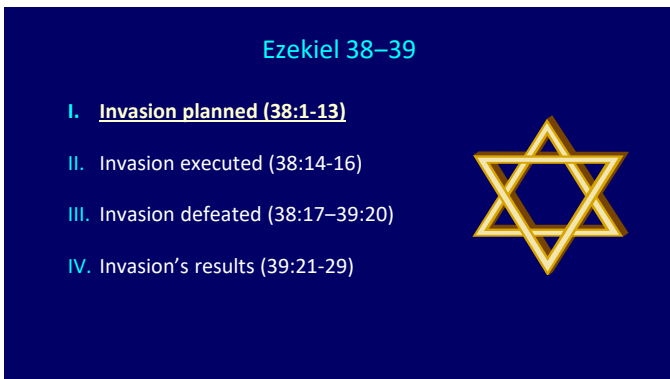 Ezekiel 38–39
I. Invasion planned (38:1-13)
II. Invasion executed (38:14-16)
III. Invasion defeated (38:17–39:20)
IV. Invasion’s results (39:21-29)